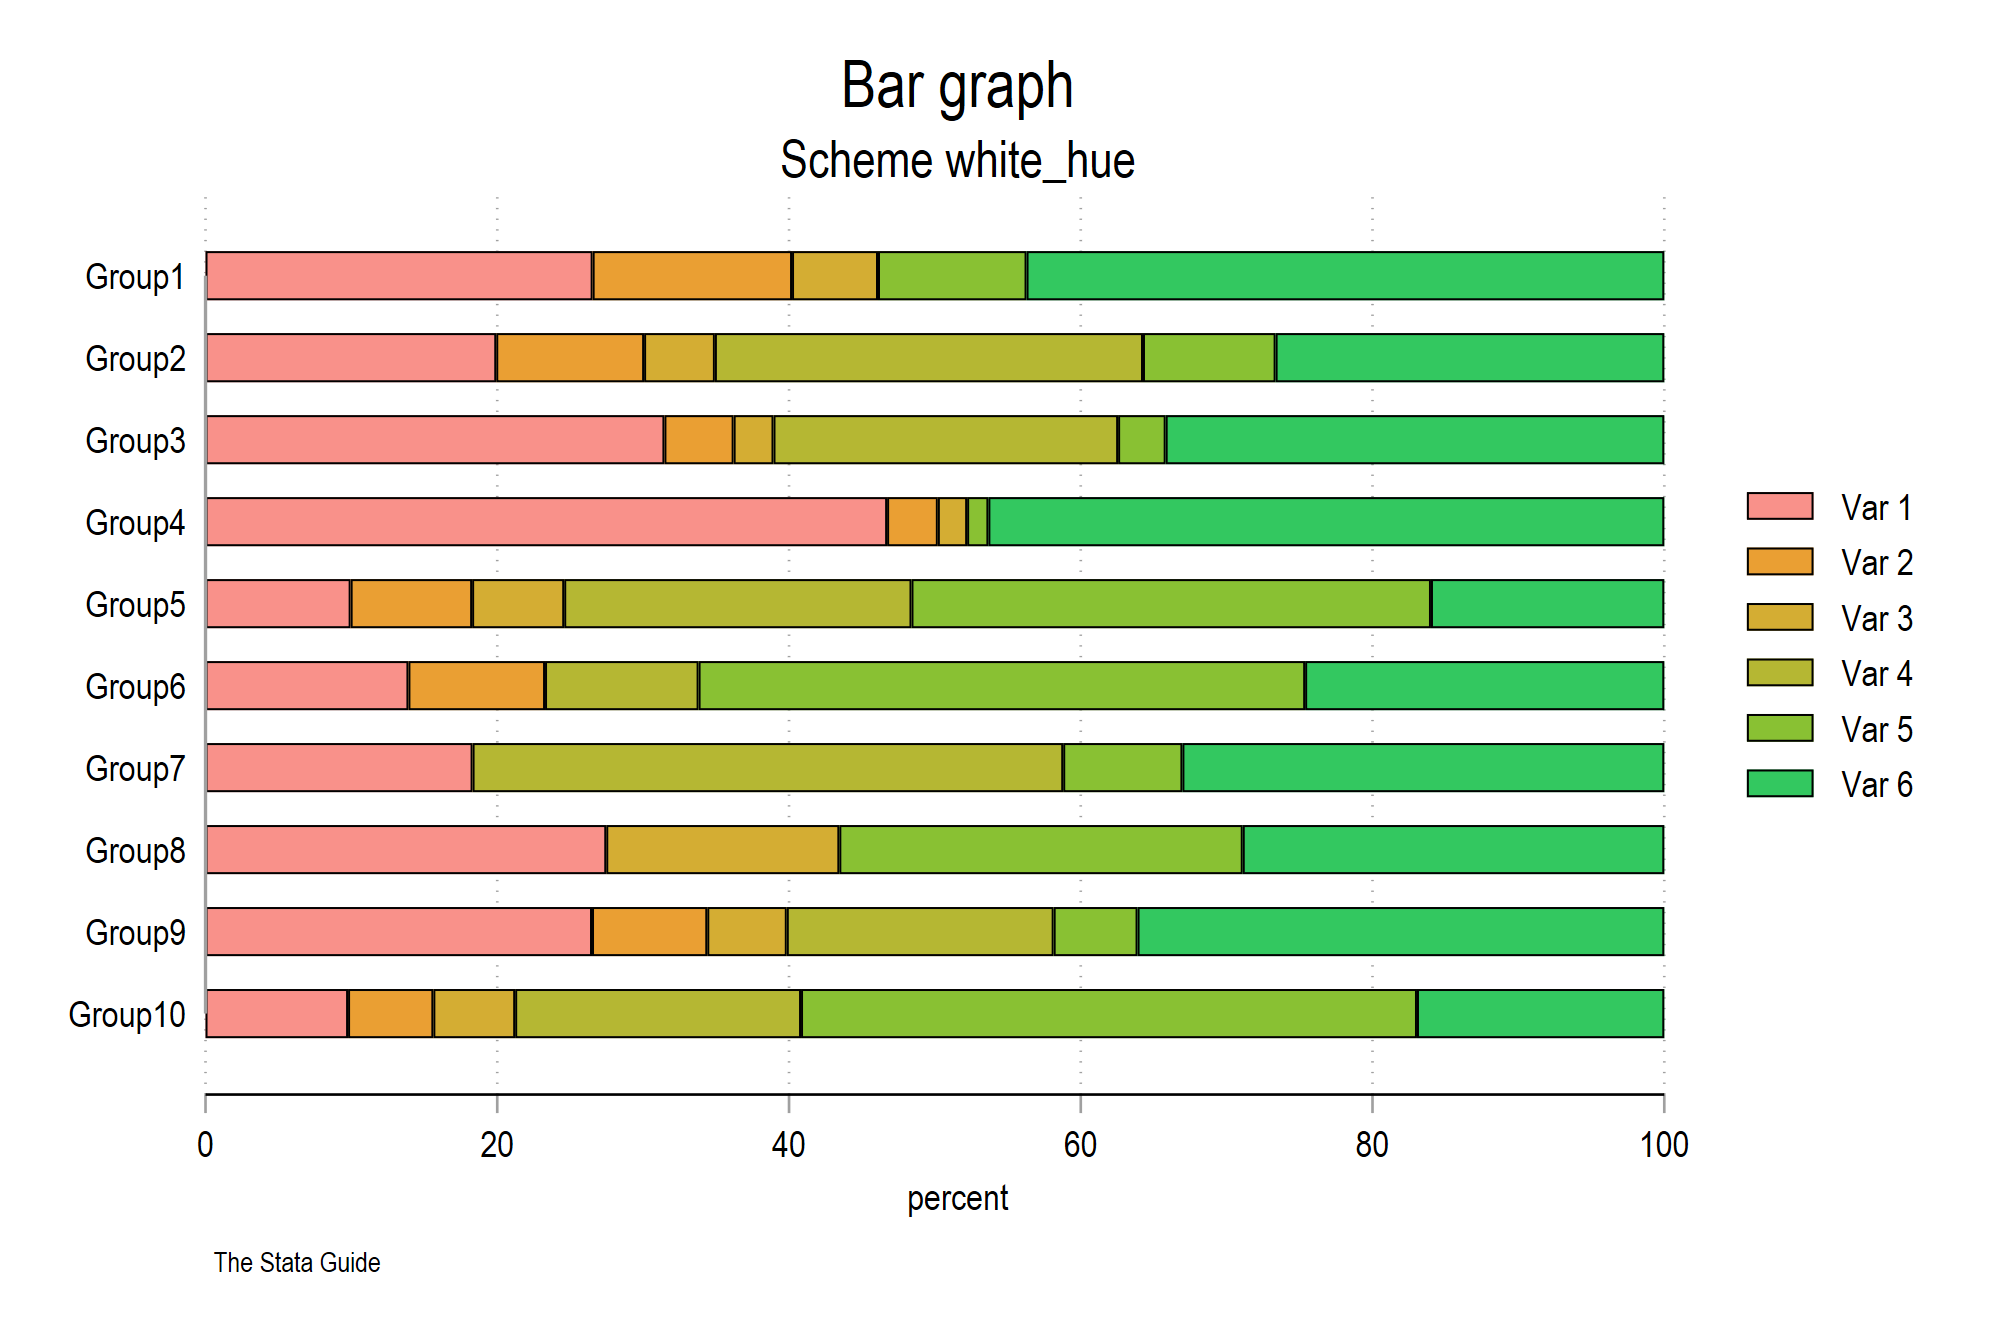 Bar graph
Scheme white_hue
Group1
Group2
Group3
Group4
Group5
Group6
Group7
Group8
Group9
Group10
Var 1
Var 2
Var 3
Var 4
Var 5
Var 6
0 20 40 60 80 100
percent
The Stata Guide